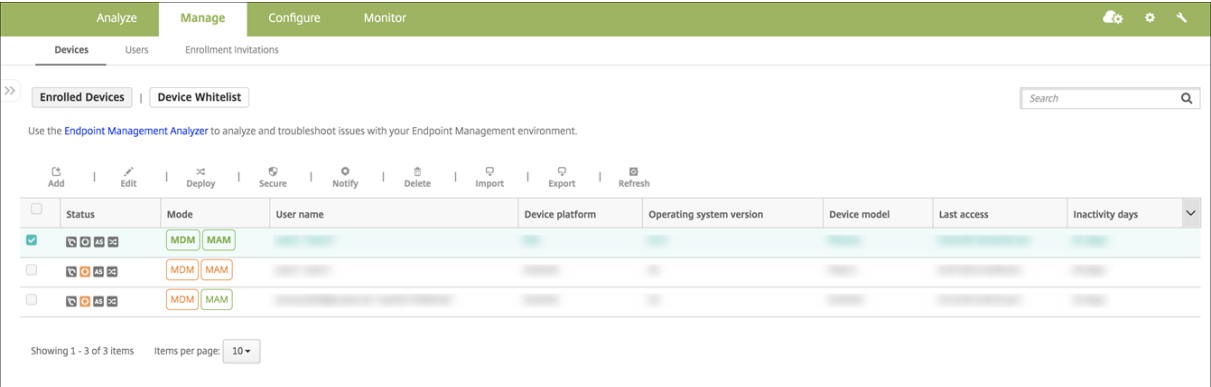 Analyze Manage Configure Monitor
Devices Users Enrollment Invitations
Enrolled Devices | Device Whitelist Search
Use the Endpoint Management Analyzer to analyze and troubleshoot issues with your Endpoint Management environment.
Add | Edit | Deploy | Secure | Notify | Delete | Import | Export | Refresh
Status Mode User name Device platform Operating system version Device model Last access Inactivity days
AS MDM MAM
AS MDM MAM
AS MDM MAM
Showing 1 - 3 of 3 items Items per page: 10